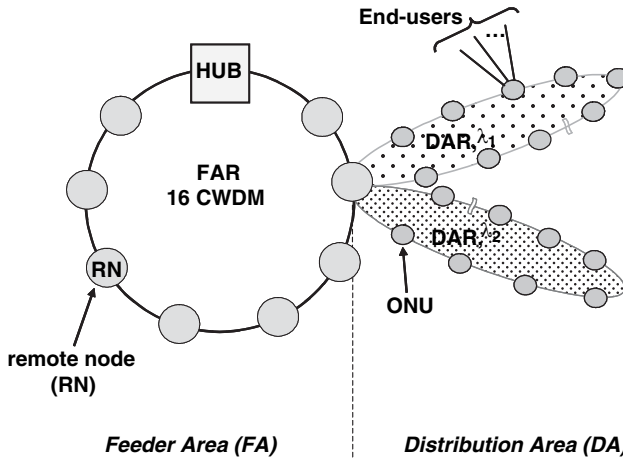 End-users
...
HUB
DAR, λ1
FAR
16 CWDM
DAR, λ2
RN
ONU
remote node
(RN)
Feeder Area (FA)
Distribution Area (DA)